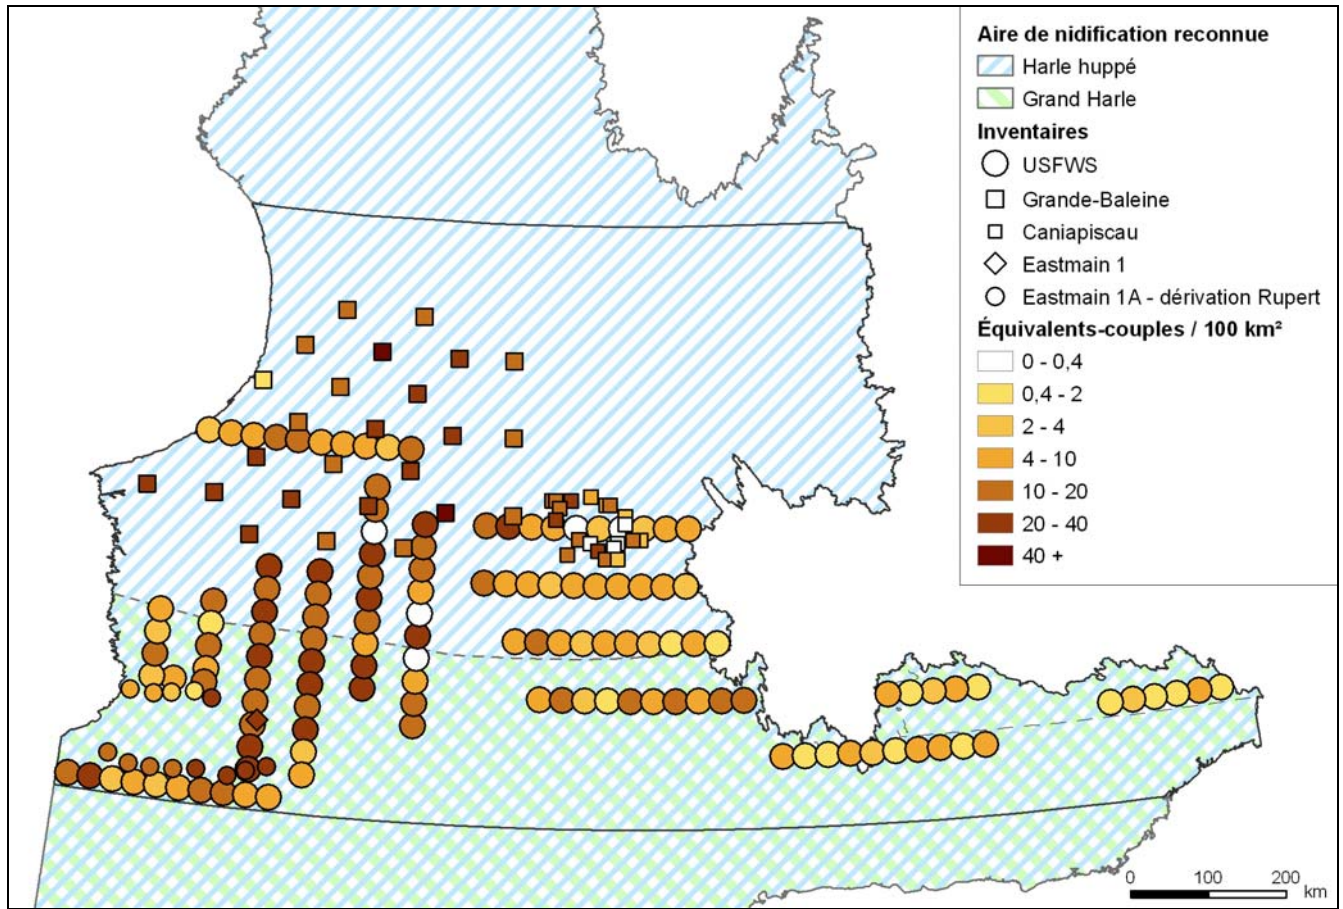 Aire de nidification reconnue
Harle huppé
Grand Harle
Inventaires
USFWS
Grande-Baleine
Caniapiscau
Eastmain 1
Eastmain 1A - dérivation Rupert
Équivalents-couples / 100 km²
0 - 0,4
0,4 - 2
2 - 4
4 - 10
10 - 20
20 - 40
40 +
0 100 200
km